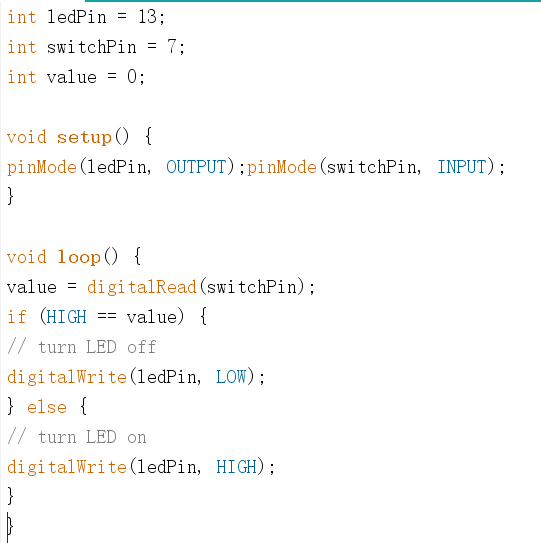 int ledPin = 13;
int switchPin = 7;
int value = 0;
void setup() {
pinMode(ledPin, OUTPUT);pinMode(switchPin, INPUT);
}
void loop() {
value = digitalRead(switchPin);
if (HIGH == value) {
// turn LED off
digitalWrite(ledPin, LOW);
} else {
// turn LED on
digitalWrite(ledPin, HIGH);
}
}